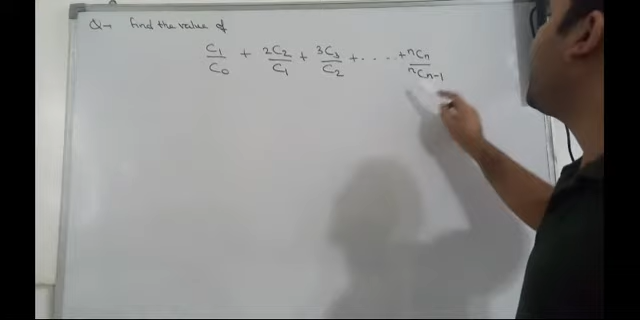 Q→ Find the value of
C₁/C₀ + 2C₂/C₁ + 3C₃/C₂ + .... + ⁿCₙ/ⁿCₙ₋₁